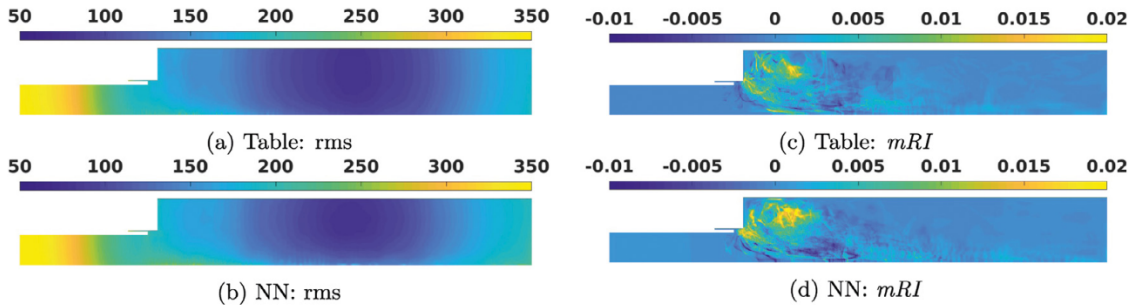 50 100 150 200 250 300 350
(a) Table: rms
50 100 150 200 250 300 350
(b) NN: rms
-0.01 -0.005 0 0.005 0.01 0.015 0.02
(c) Table: mRI
-0.01 -0.005 0 0.005 0.01 0.015 0.02
(d) NN: mRI